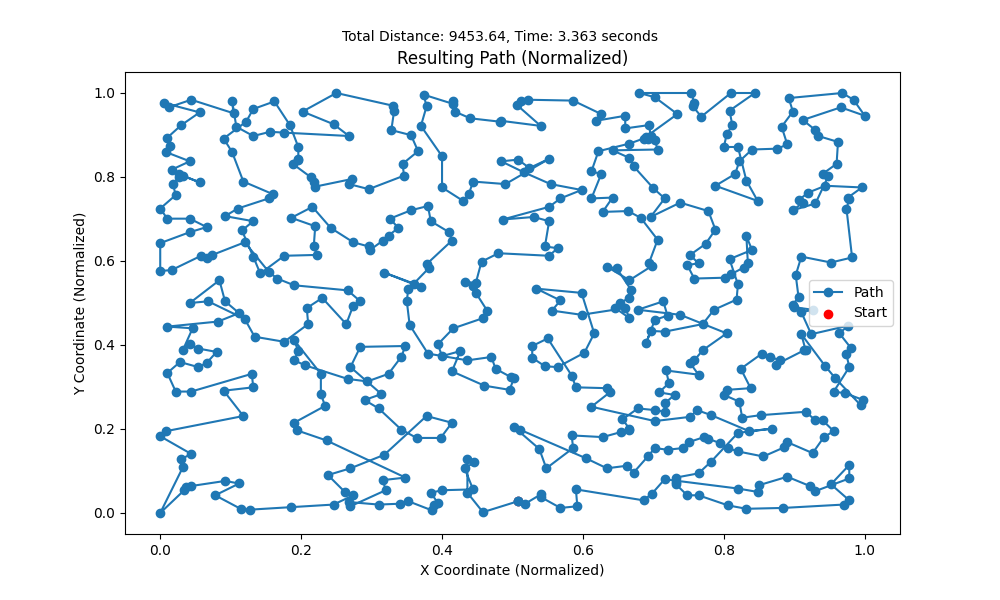 Total Distance: 9453.64, Time: 3.363 seconds
Resulting Path (Normalized)
Y Coordinate (Normalized)
1.0
0.8
0.6
0.4
0.2
0.0
Path
Start
0.0 0.2 0.4 0.6 0.8 1.0
X Coordinate (Normalized)